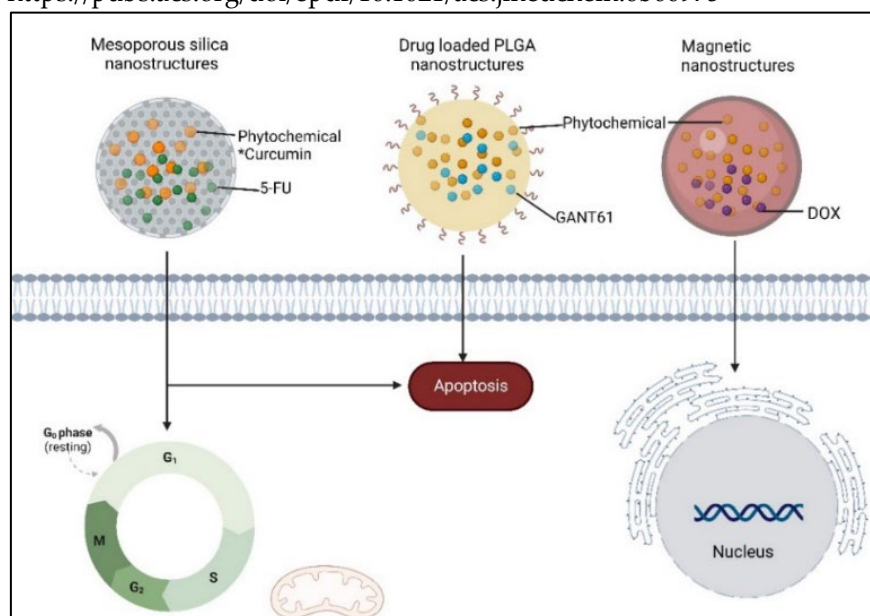 Mesoporous silica
nanostructures
Drug loaded PLGA
nanostructures
Magnetic
nanostructures
Phytochemical
*Curcumin
5-FU
Phytochemical
GANT61
DOX
Apoptosis
G₀ phase
(resting)
G₁
M
G₂
S
Nucleus